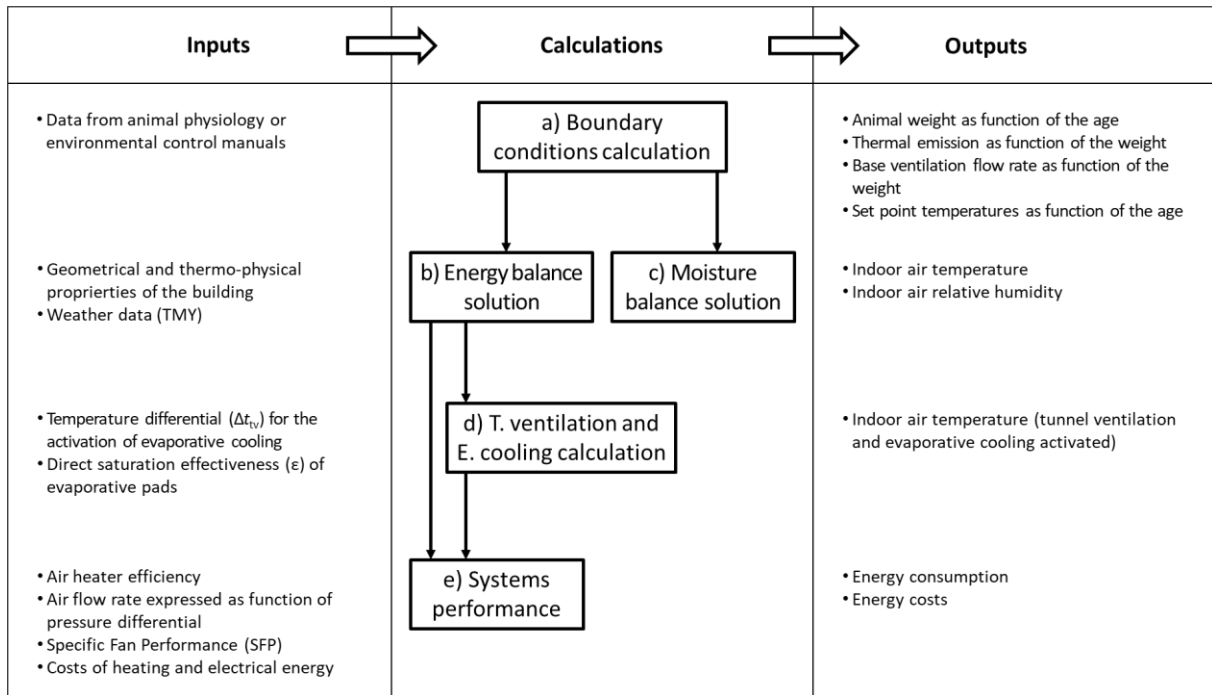 Inputs
Calculations
Outputs
• Data from animal physiology or
environmental control manuals
a) Boundary
conditions calculation
• Animal weight as function of the age
• Thermal emission as function of the weight
• Base ventilation flow rate as function of the
weight
• Set point temperatures as function of the age
• Geometrical and thermo-physical
proprierties of the building
• Weather data (TMY)
b) Energy balance
solution
c) Moisture
balance solution
• Indoor air temperature
• Indoor air relative humidity
• Temperature differential (Δttv) for the
activation of evaporative cooling
• Direct saturation effectiveness (ε) of
evaporative pads
d) T. ventilation and
E. cooling calculation
• Indoor air temperature (tunnel ventilation
and evaporative cooling activated)
• Air heater efficiency
• Air flow rate expressed as function of
pressure differential
• Specific Fan Performance (SFP)
• Costs of heating and electrical energy
e) Systems
performance
• Energy consumption
• Energy costs